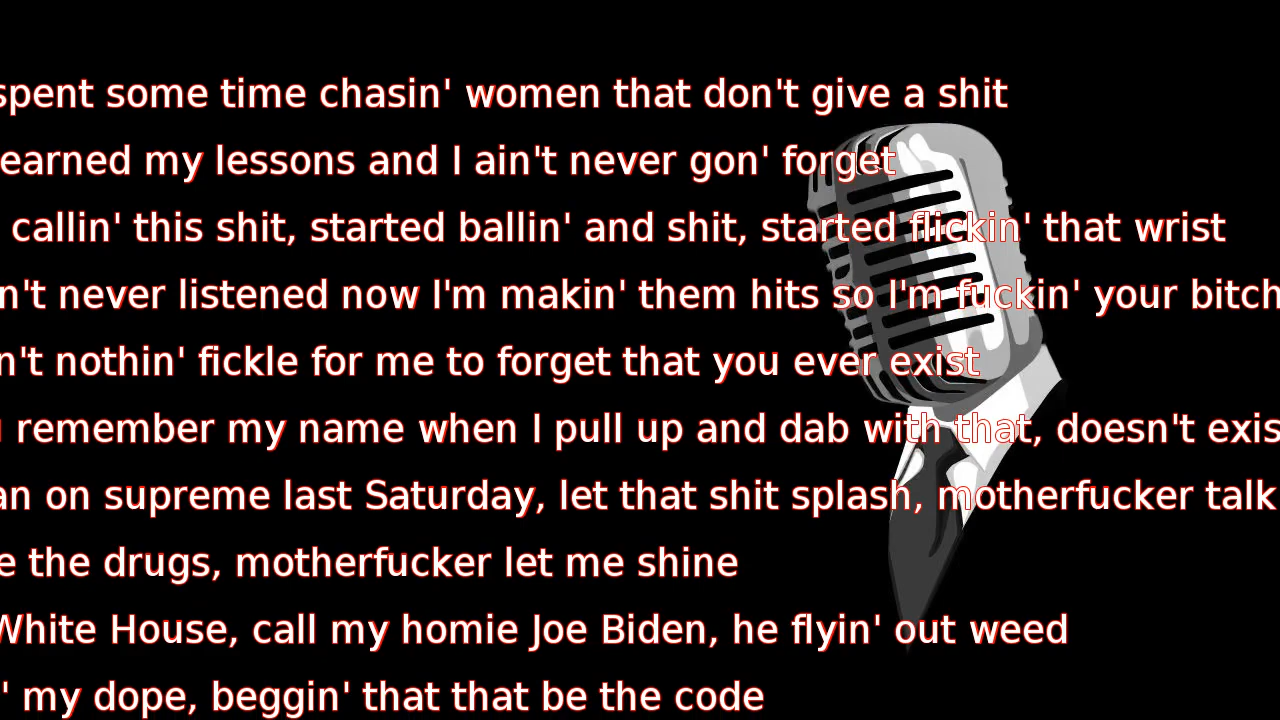 spent some time chasin' women that don't give a shit
earned my lessons and I ain't never gon' forget
callin' this shit, started ballin' and shit, started flickin' that wrist
n't never listened now I'm makin' them hits so I'm fuckin' your bitch
n't nothin' fickle for me to forget that you ever exist
remember my name when I pull up and dab with that, doesn't exis
an on supreme last Saturday, let that shit splash, motherfucker talk
e the drugs, motherfucker let me shine
White House, call my homie Joe Biden, he flyin' out weed
' my dope, beggin' that that be the code